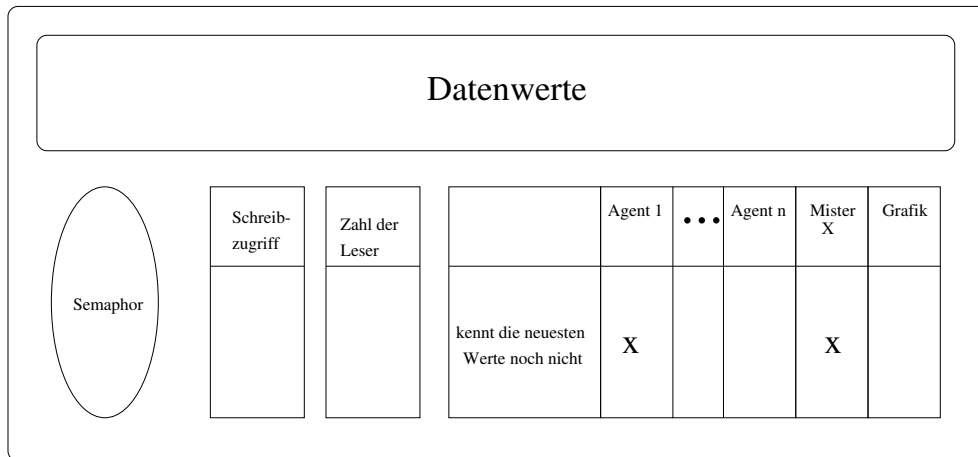 Datenwerte
Semaphor
Schreib-
zugriff
Zahl der
Leser
Agent 1
•••
Agent n
Mister
X
Grafik
kennt die neuesten
Werte noch nicht
X
X